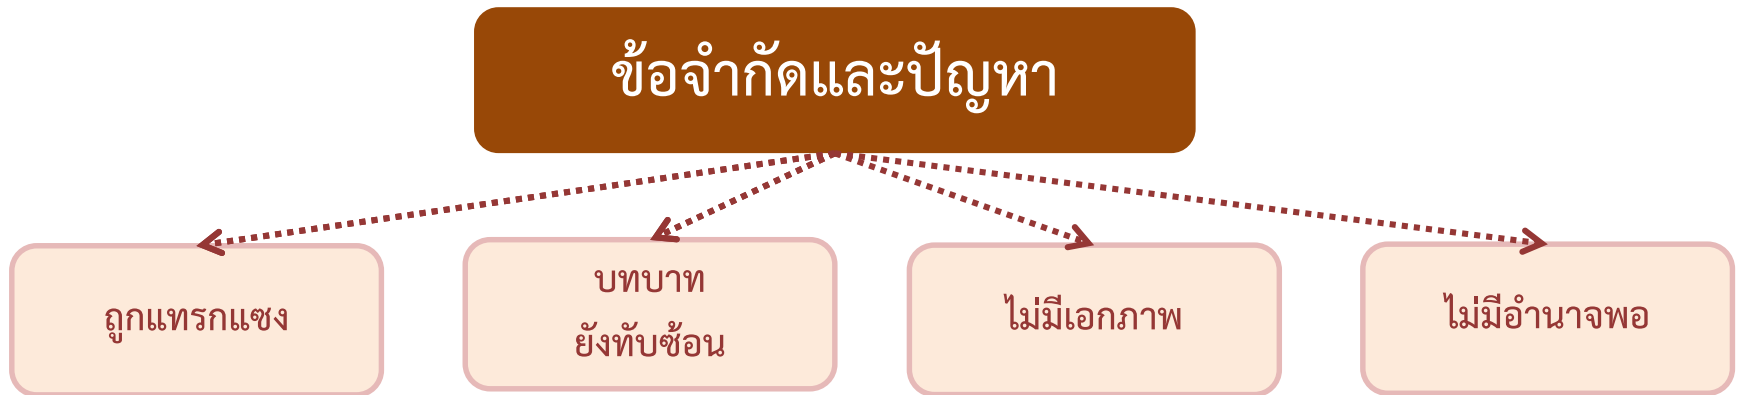 ข้อจำกัดและปัญหา
ถูกแทรกแซง
บทบาท
ยังทับซ้อน
ไม่มีเอกภาพ
ไม่มีอำนาจพอ